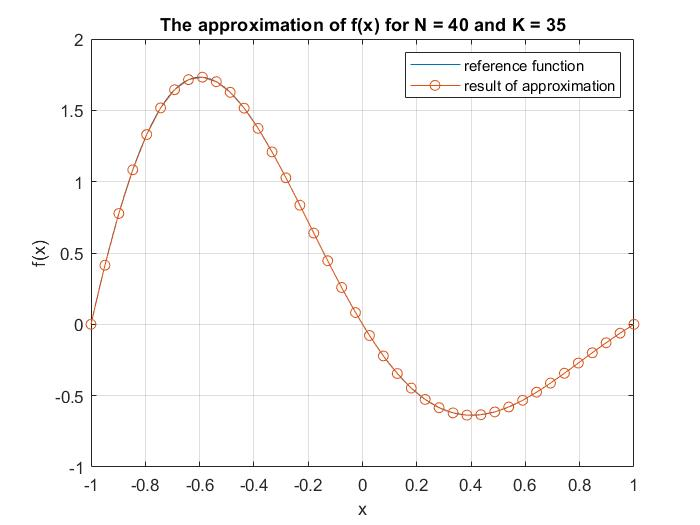 The approximation of f(x) for N = 40 and K = 35
reference function
result of approximation
2
1.5
1
0.5
0
-0.5
-1
f(x)
-1 -0.8 -0.6 -0.4 -0.2 0 0.2 0.4 0.6 0.8 1
x